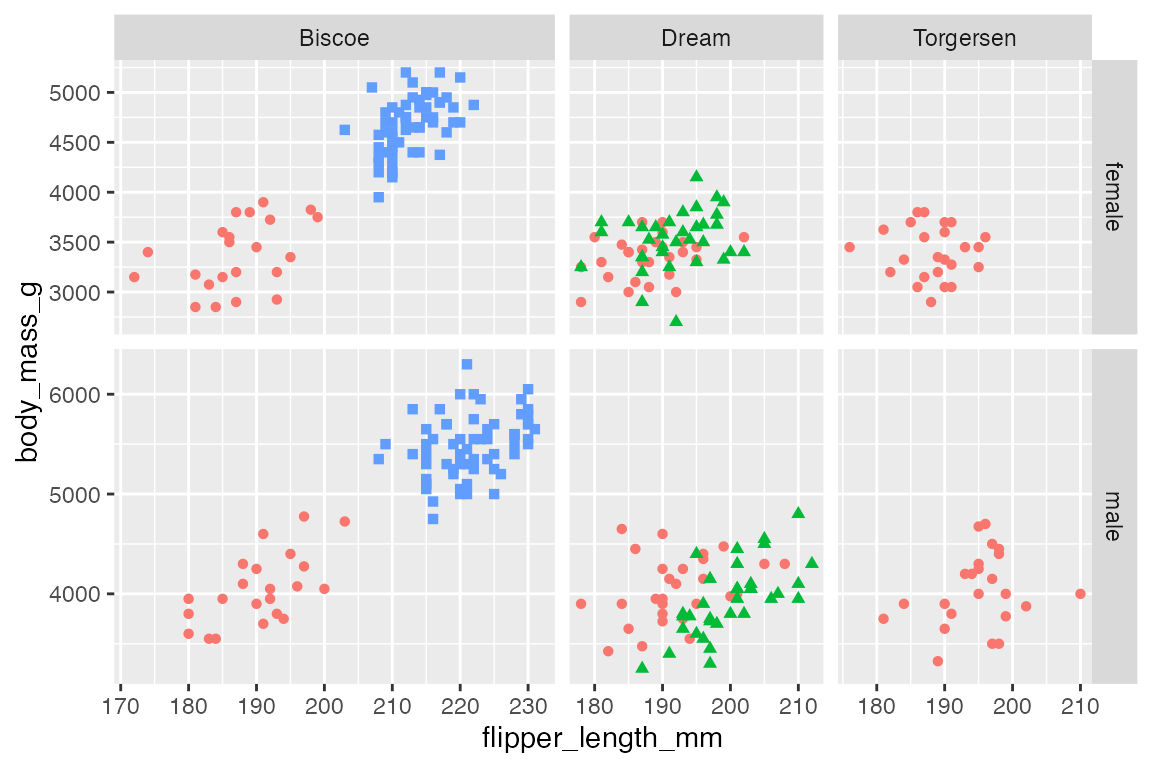 Biscoe Dream Torgersen
5000
4500
4000
3500
3000
female
6000
5000
4000
male
body_mass_g
170 180 190 200 210 220 230 180 190 200 210 180 190 200 210
flipper_length_mm